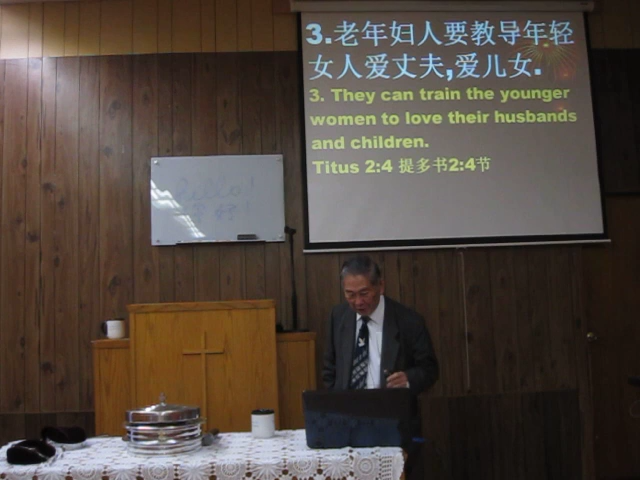 3.老年妇人要教导年轻
女人爱丈夫,爱儿女.
3. They can train the younger
women to love their husbands
and children.
Titus 2:4 提多书2:4节
Hello!